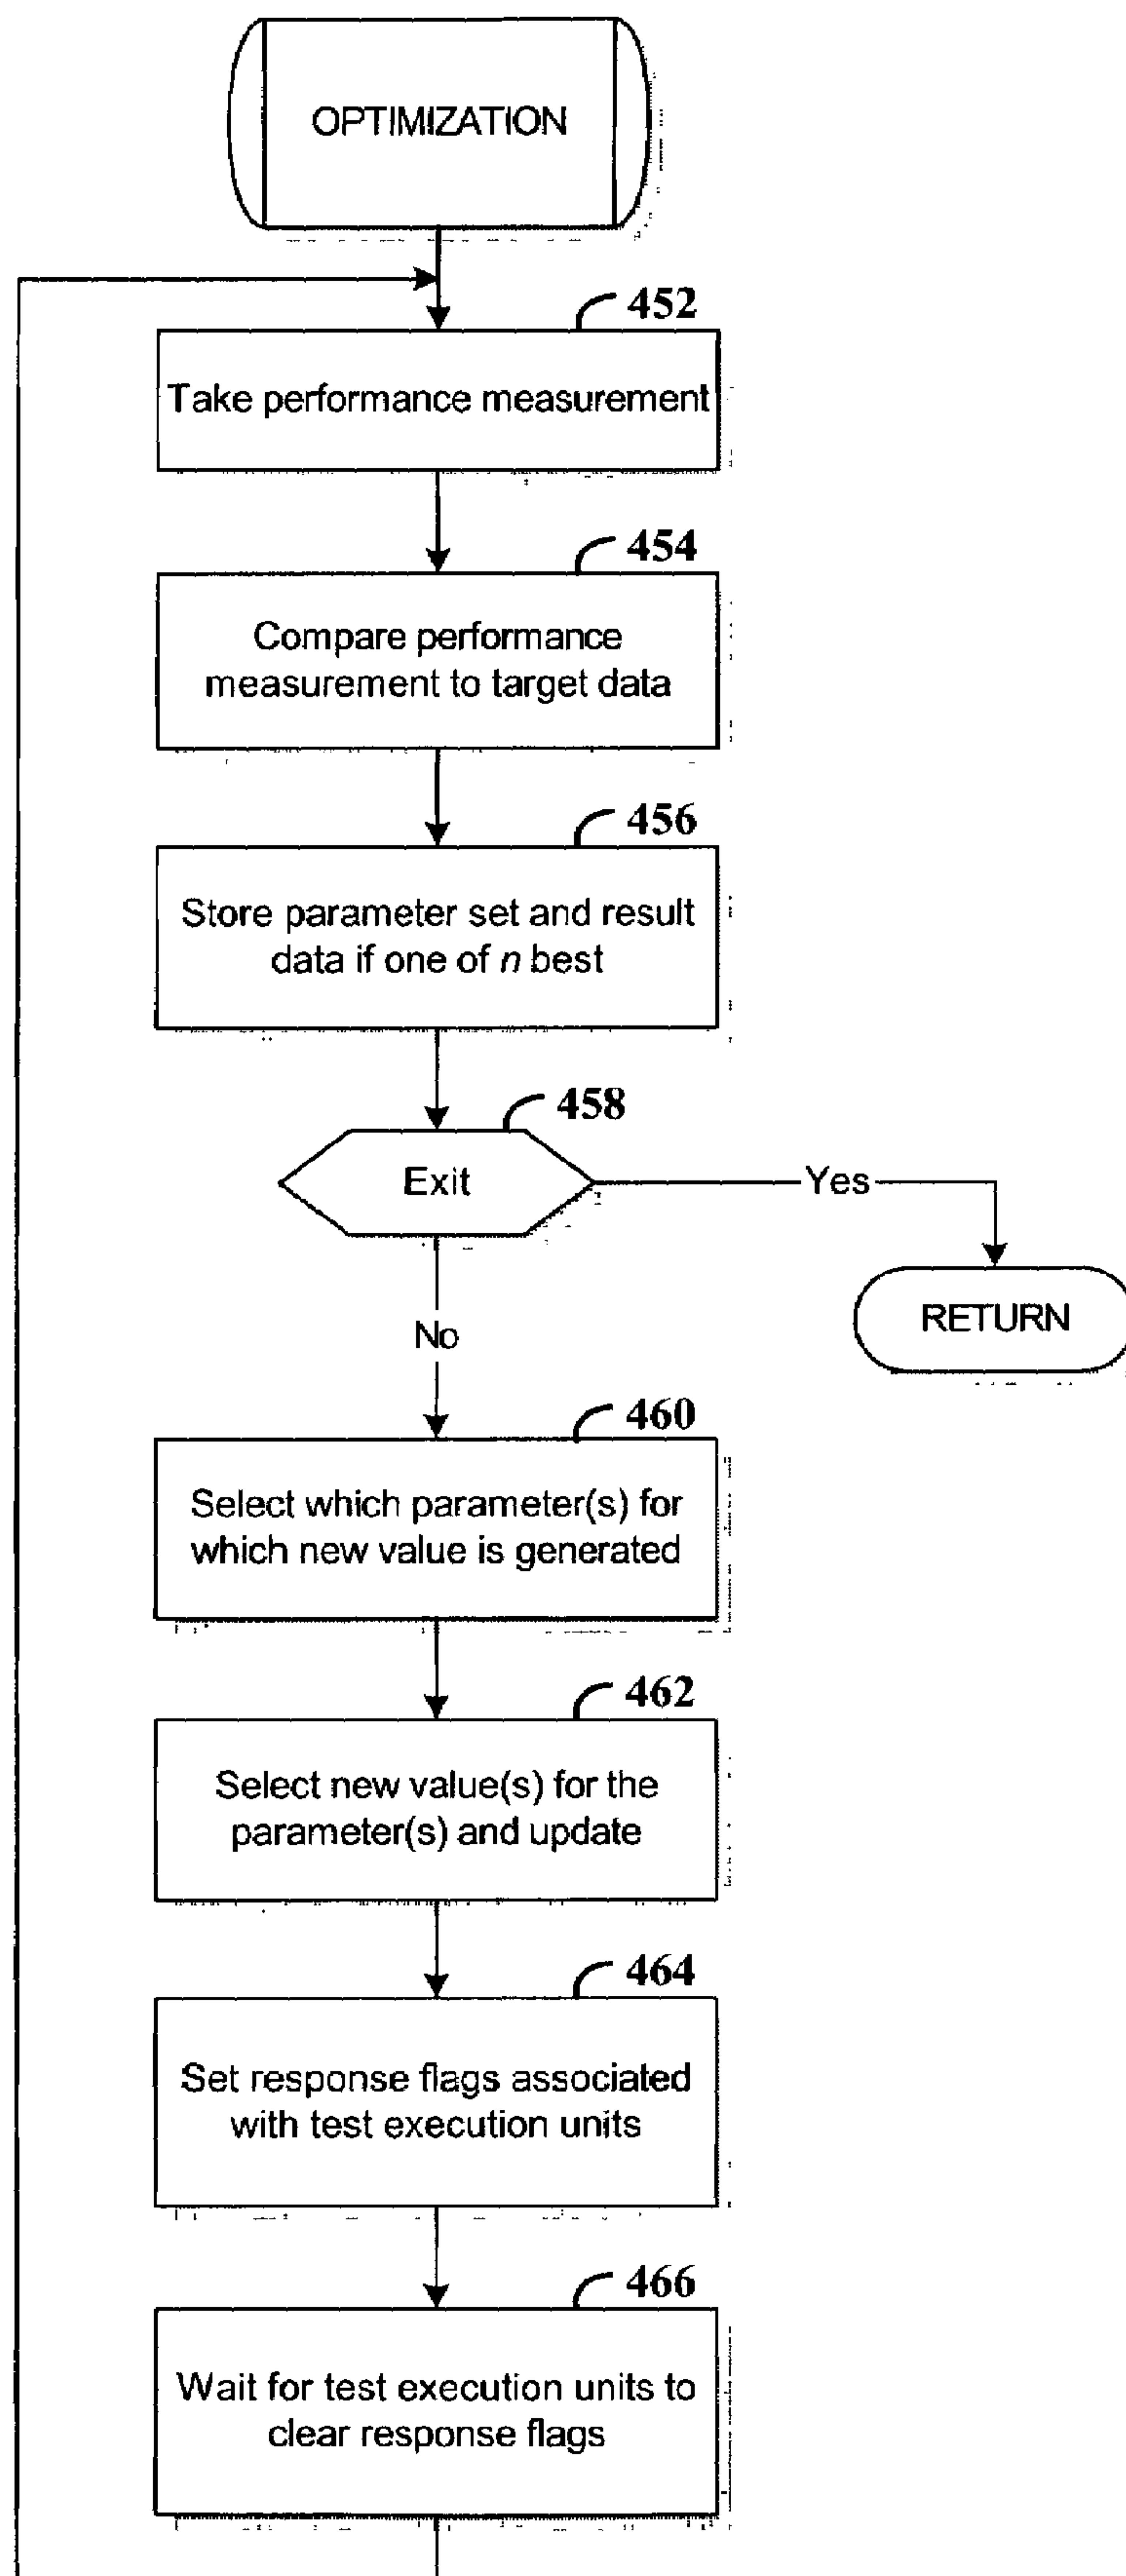 OPTIMIZATION
452
Take performance measurement
454
Compare performance
measurement to target data
456
Store parameter set and result
data if one of n best
458
Exit
Yes
RETURN
No
460
Select which parameter(s) for
which new value is generated
462
Select new value(s) for the
parameter(s) and update
464
Set response flags associated
with test execution units
466
Wait for test execution units to
clear response flags